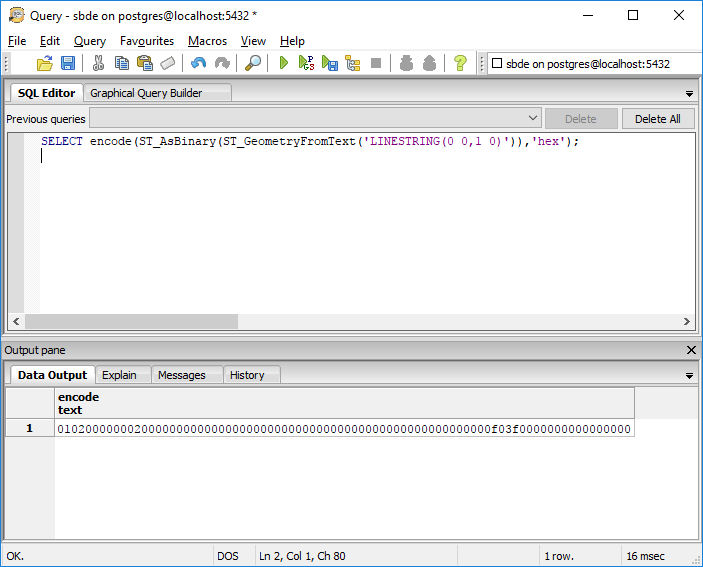 Query - sbde on postgres@localhost:5432 *
File Edit Query Favourites Macros View Help
sbde on postgres@localhost:5432
SQL Editor Graphical Query Builder
Previous queries Delete Delete All
SELECT encode(ST_AsBinary(ST_GeometryFromText('LINESTRING(0 0,1 0)')),'hex');
Output pane
Data Output Explain Messages History
encode
text
1 01020000000200000000000000000000000000000000000000000000000000f03f0000000000000000
OK. DOS Ln 2, Col 1, Ch 80 1 row. 16 msec